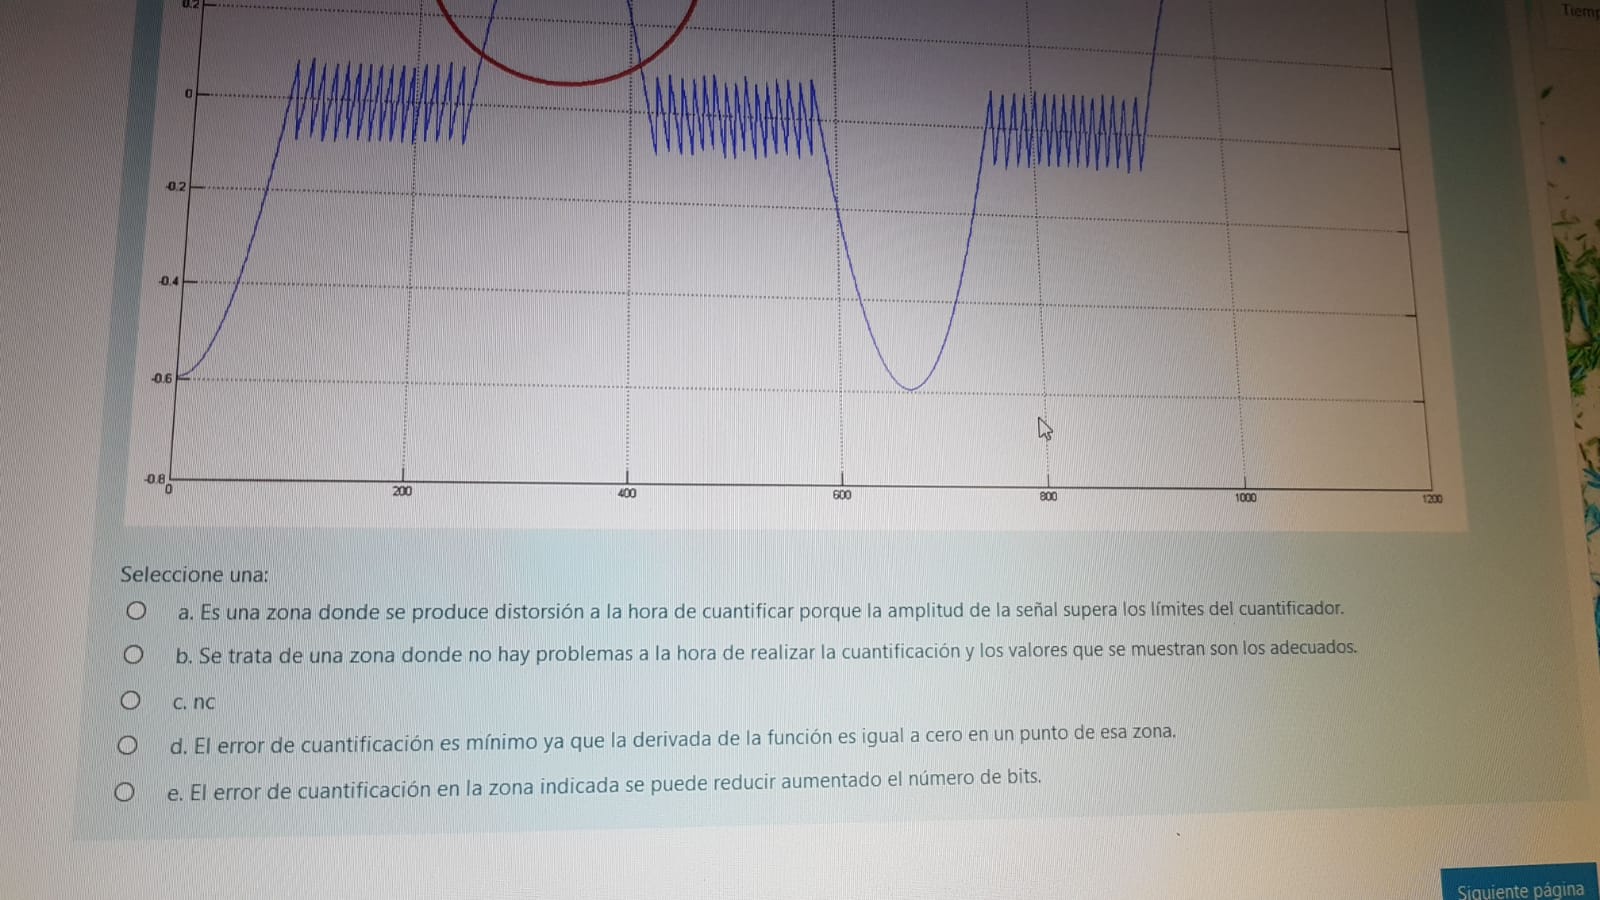 Tiem
0.2
0
-0.2
-0.4
-0.6
-0.8
0 200 400 600 800 1000 1200
Seleccione una:
a. Es una zona donde se produce distorsión a la hora de cuantificar porque la amplitud de la señal supera los límites del cuantificador.
b. Se trata de una zona donde no hay problemas a la hora de realizar la cuantificación y los valores que se muestran son los adecuados.
c. nc
d. El error de cuantificación es mínimo ya que la derivada de la función es igual a cero en un punto de esa zona.
e. El error de cuantificación en la zona indicada se puede reducir aumentado el número de bits.
Siguiente página